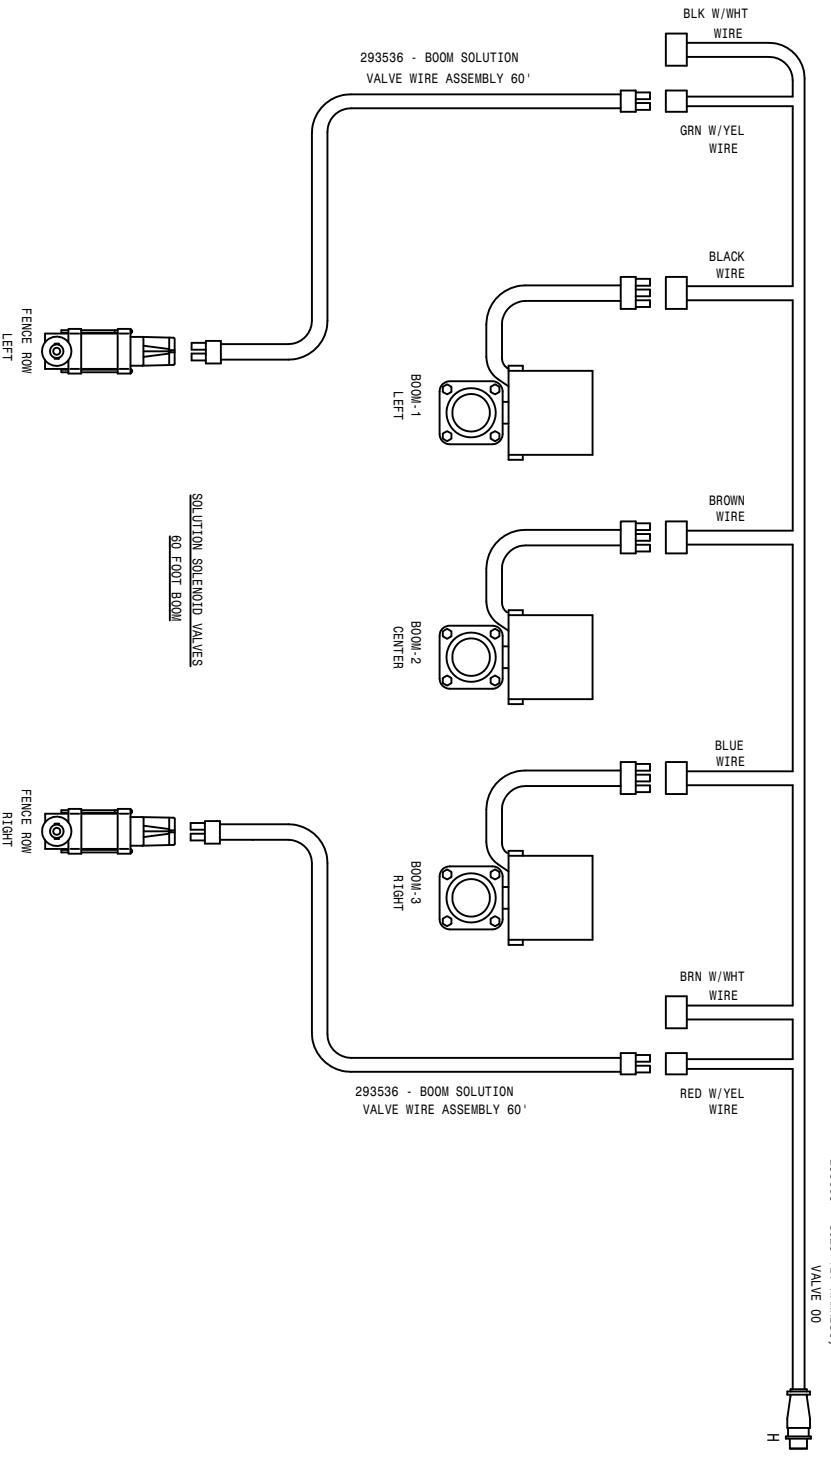 BLK W/WHT
WIRE
293536 - BOOM SOLUTION
VALVE WIRE ASSEMBLY 60'
GRN W/YEL
WIRE
BLACK
WIRE
FENCE ROW
LEFT
BOOM-1
LEFT
BROWN
WIRE
SOLUTION SOLENOID VALVES
60 FOOT BOOM
BOOM-2
CENTER
BLUE
WIRE
FENCE ROW
RIGHT
BOOM-3
RIGHT
BRN W/WHT
WIRE
293536 - BOOM SOLUTION
VALVE WIRE ASSEMBLY 60'
RED W/YEL
WIRE
VALVE 00
H